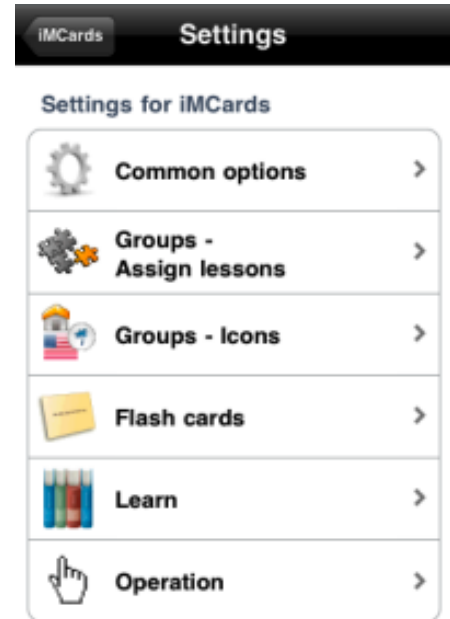 iMCards
Settings
Settings for iMCards
Common options
Groups -
Assign lessons
Groups - Icons
Flash cards
Learn
Operation